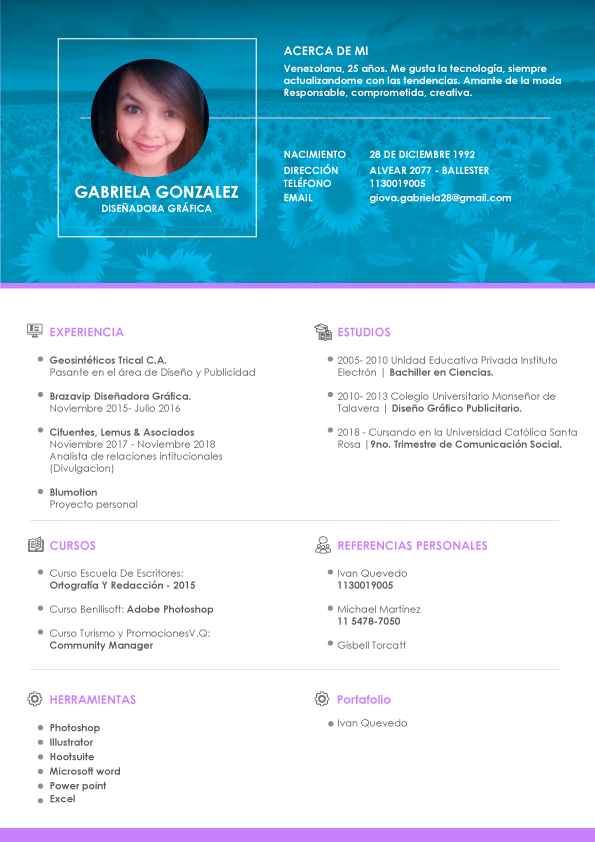 ACERCA DE MI
Venezolana, 25 años. Me gusta la tecnología, siempre
actualizandome con las tendencias. Amante de la moda
Responsable, comprometida, creativa.
GABRIELA GONZALEZ
DISEÑADORA GRÁFICA
NACIMIENTO 28 DE DICIEMBRE 1992
DIRECCIÓN ALVEAR 2077 - BALLESTER
TELÉFONO 1130019005
EMAIL giova.gabriela28@gmail.com
EXPERIENCIA
Geosintéticos Trical C.A.
Pasante en el área de Diseño y Publicidad
Brazavip Diseñadora Gráfica.
Noviembre 2015- Julio 2016
Cifuentes, Lemus & Asociados
Noviembre 2017 - Noviembre 2018
Analista de relaciones intitucionales
(Divulgacion)
Blumotion
Proyecto personal
ESTUDIOS
2005- 2010 Unidad Educativa Privada Instituto
Electrón | Bachiller en Ciencias.
2010- 2013 Colegio Universitario Monseñor de
Talavera | Diseño Gráfico Publicitario.
2018 - Cursando en la Universidad Católica Santa
Rosa |9no. Trimestre de Comunicación Social.
CURSOS
Curso Escuela De Escritores:
Ortografía Y Redacción - 2015
Curso Benllisoft: Adobe Photoshop
Curso Turismo y PromocionesV.Q:
Community Manager
REFERENCIAS PERSONALES
Ivan Quevedo
1130019005
Michael Martinez
11 5478-7050
Gisbell Torcatt
HERRAMIENTAS
Photoshop
Illustrator
Hootsuite
Microsoft word
Power point
Excel
Portafolio
Ivan Quevedo